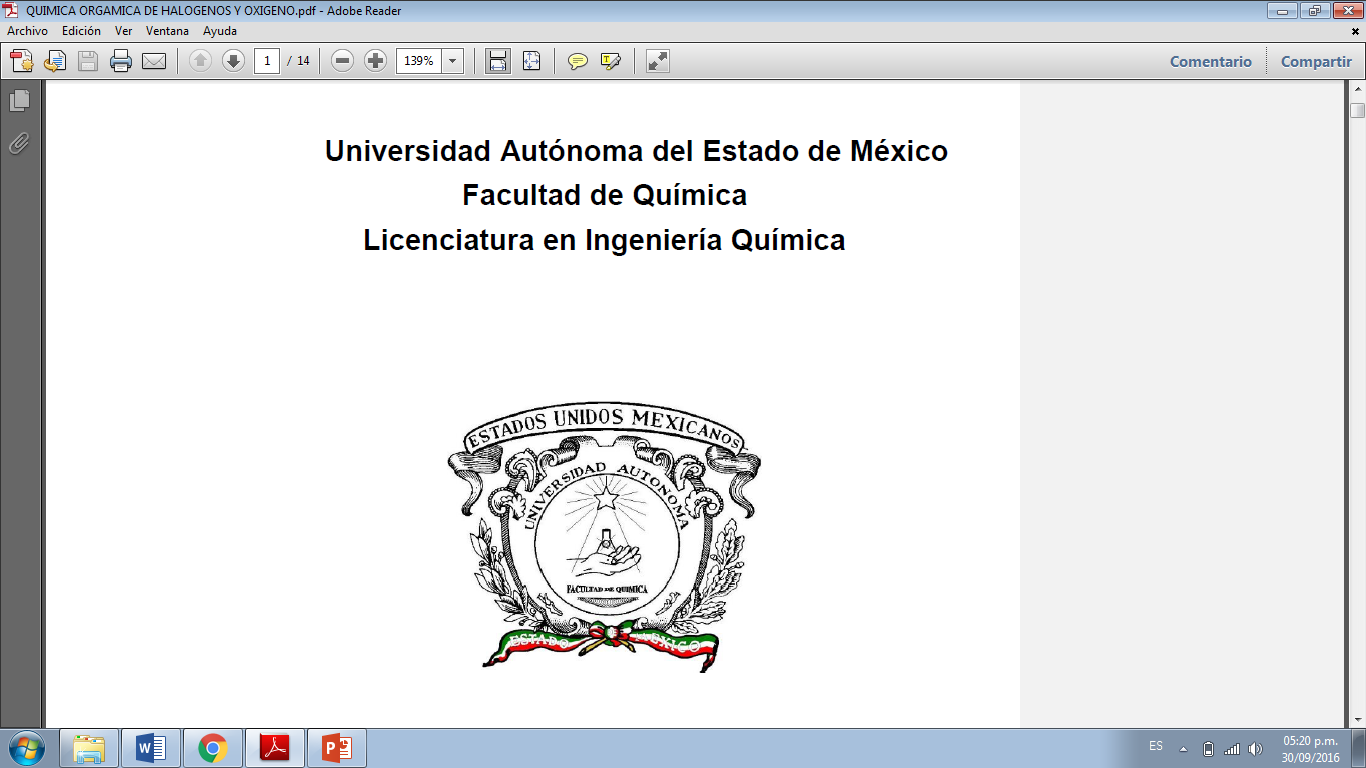 QUIMICA ORGAMICA DE HALOGENOS Y OXIGENO.pdf - Adobe Reader
Archivo Edición Ver Ventana Ayuda
1 / 14 139% Comentario Compartir
Universidad Autónoma del Estado de México
Facultad de Química
Licenciatura en Ingeniería Química
ESTADOS UNIDOS MEXICANOS
UNIVERSIDAD AUTONOMA
FACULTAD DE QUIMICA
ESTADO MEXICO
ES 05:20 p.m.
30/09/2016